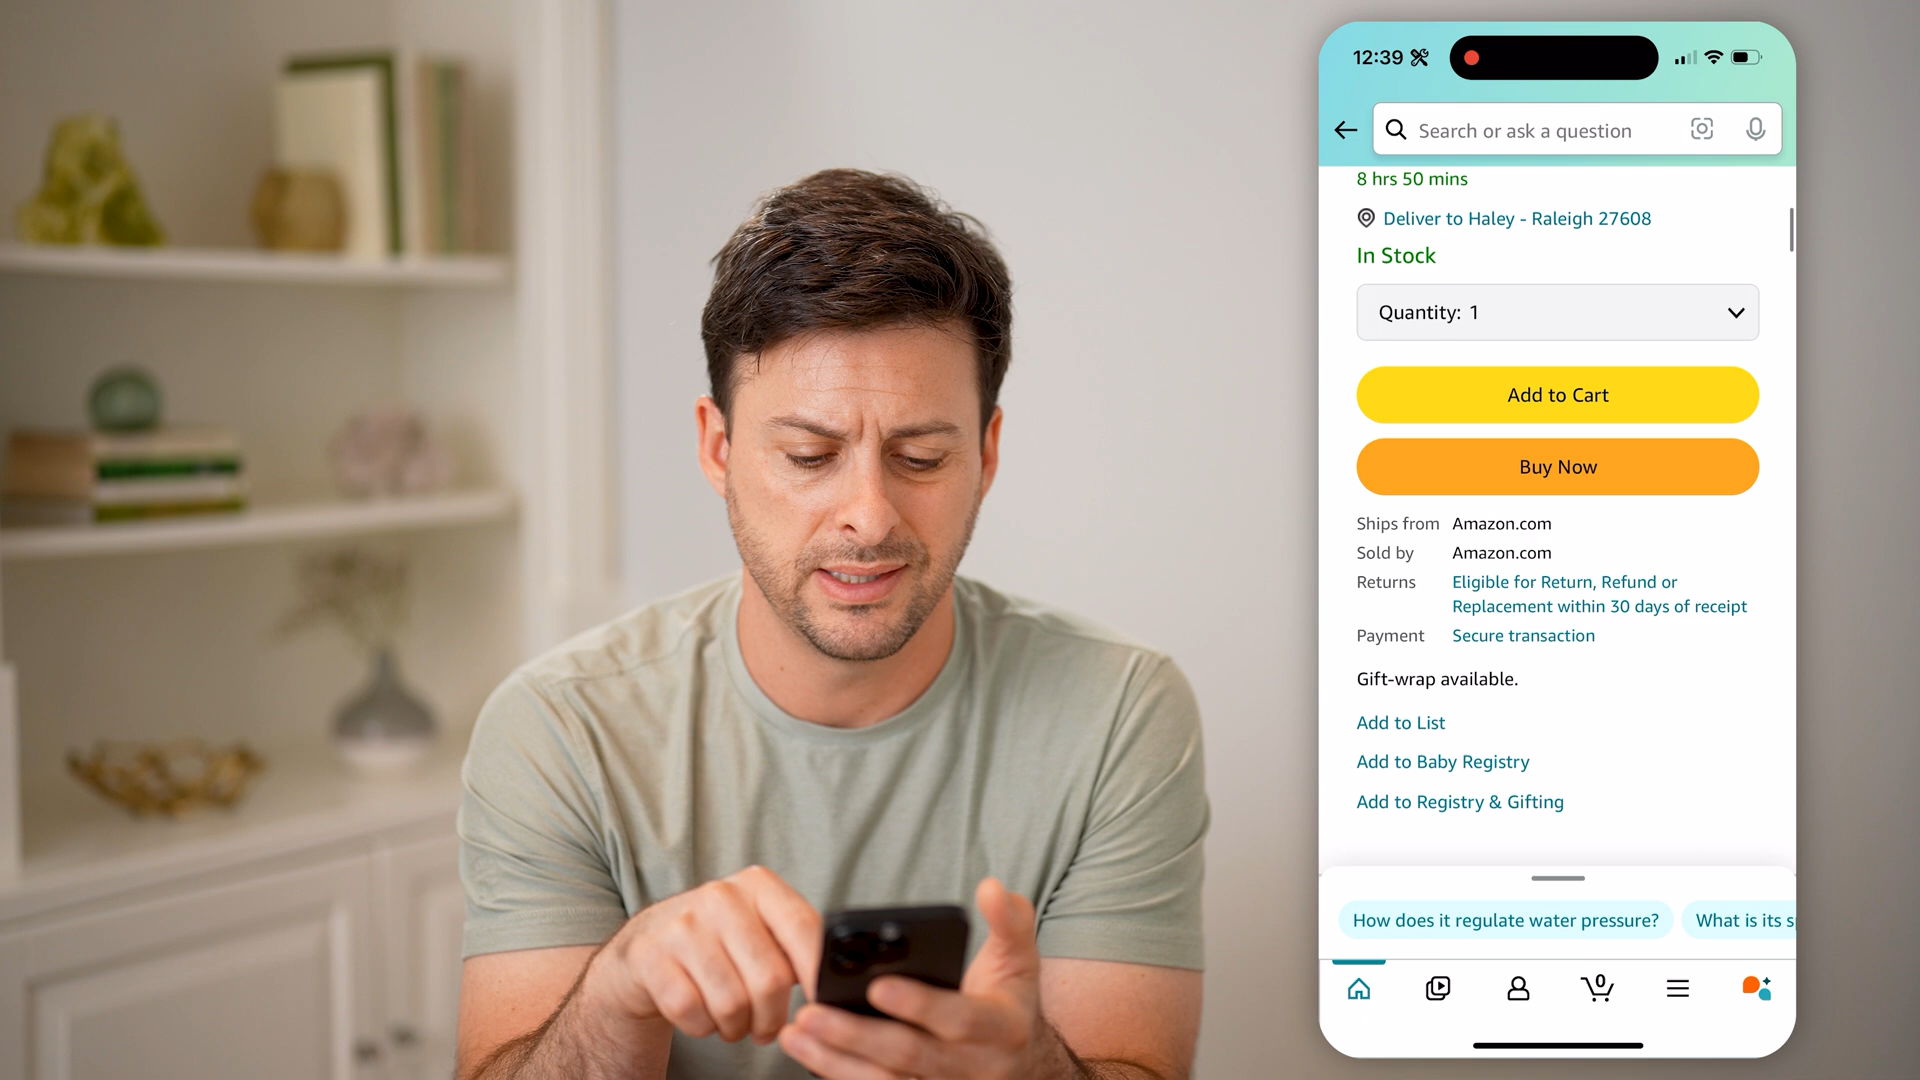 12:39
Search or ask a question
8 hrs 50 mins
Deliver to Haley - Raleigh 27608
In Stock
Quantity: 1
Add to Cart
Buy Now
Ships from Amazon.com
Sold by Amazon.com
Returns Eligible for Return, Refund or
Replacement within 30 days of receipt
Payment Secure transaction
Gift-wrap available.
Add to List
Add to Baby Registry
Add to Registry & Gifting
How does it regulate water pressure? What is its
0